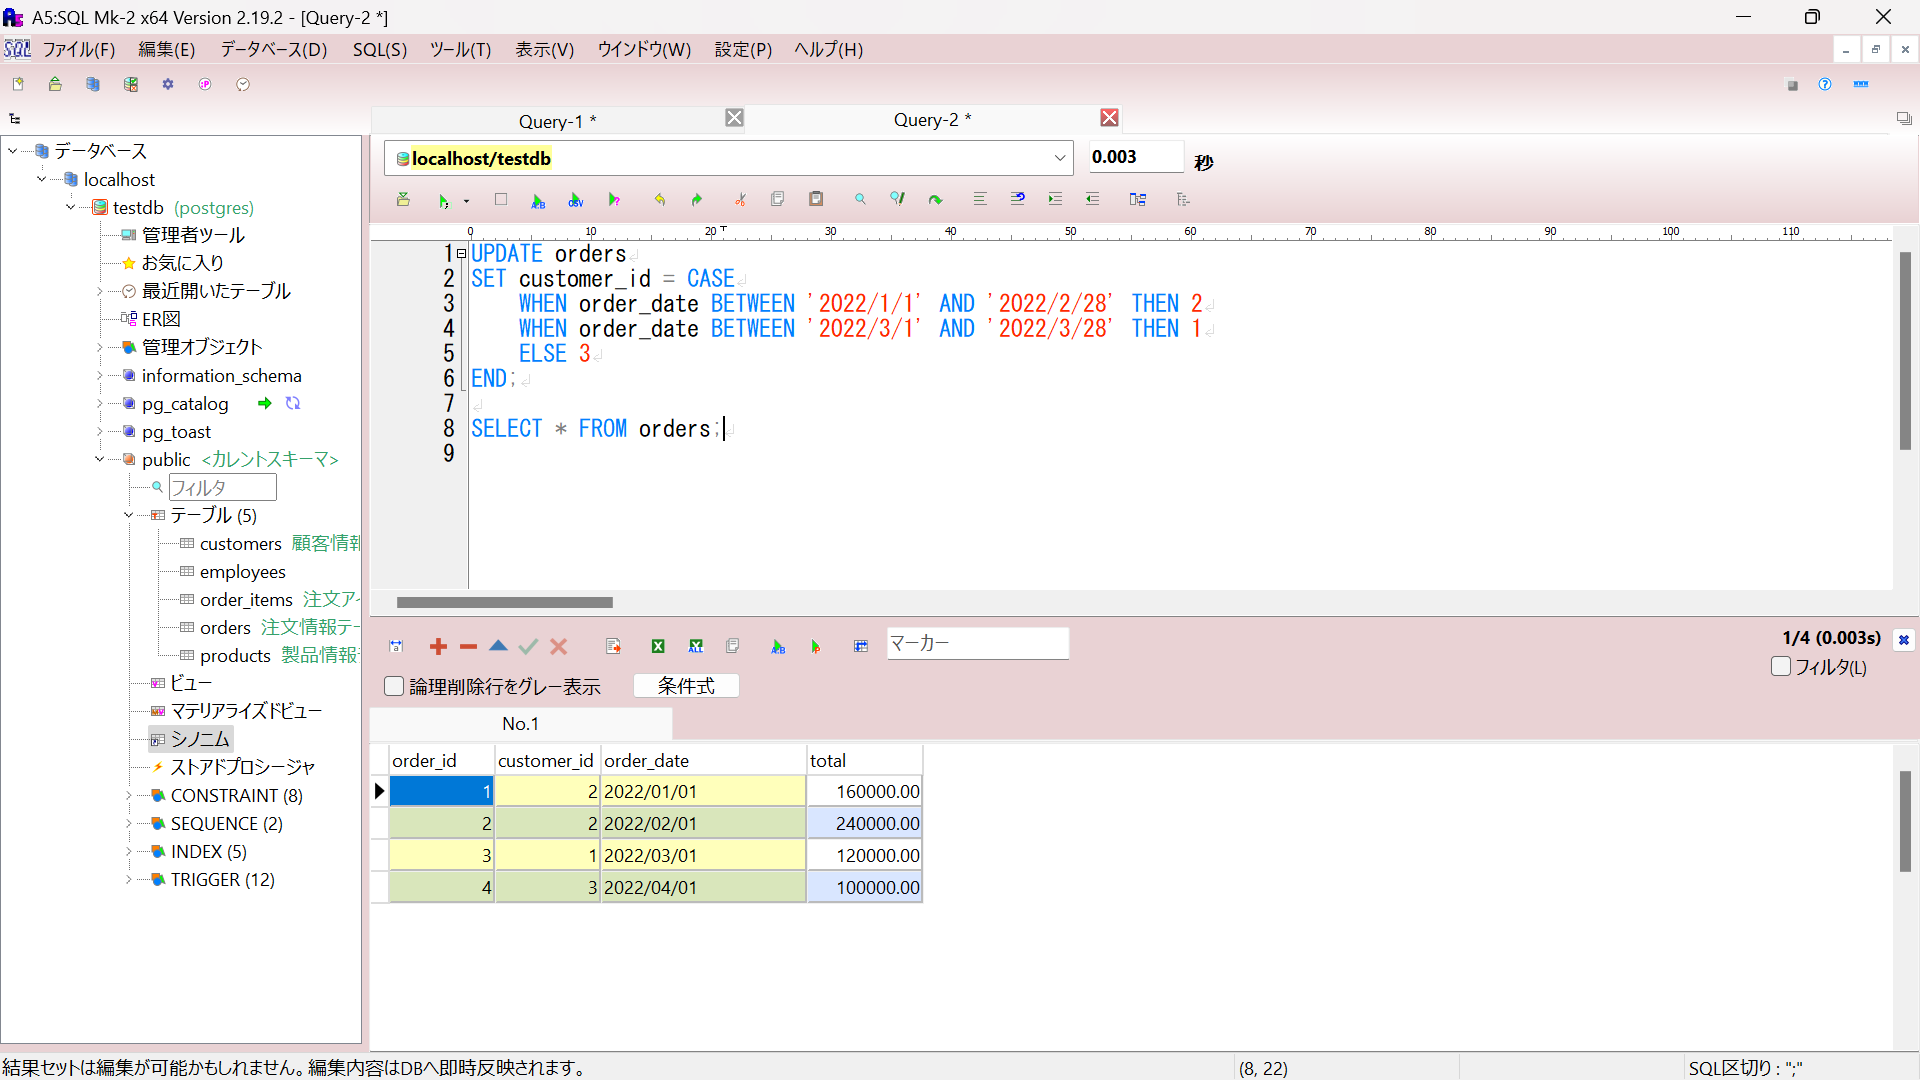 A5:SQL Mk-2 x64 Version 2.19.2 - [Query-2 *]
ファイル(F) 編集(E) データベース(D) SQL(S) ツール(T) 表示(V) ウインドウ(W) 設定(P) ヘルプ(H)
Query-1 * Query-2 *
localhost/testdb 0.003 秒
データベース
localhost
testdb (postgres)
管理者ツール
お気に入り
最近開いたテーブル
ER図
管理オブジェクト
information_schema
pg_catalog
pg_toast
public <カレントスキーマ>
フィルタ
テーブル (5)
customers 顧客情報
employees
order_items 注文アイ
orders 注文情報テー
products 製品情報
ビュー
マテリアライズドビュー
シノニム
ストアドプロシージャ
CONSTRAINT (8)
SEQUENCE (2)
INDEX (5)
TRIGGER (12)
0 10 20 30 40 50 60 70 80 90 100 110
1 UPDATE orders
2 SET customer_id = CASE
3 WHEN order_date BETWEEN '2022/1/1' AND '2022/2/28' THEN 2
4 WHEN order_date BETWEEN '2022/3/1' AND '2022/3/28' THEN 1
5 ELSE 3
6 END;
7
8 SELECT * FROM orders;
9
マーカー
1/4 (0.003s)
論理削除行をグレー表示 条件式 フィルタ(L)
No.1
order_id customer_id order_date total
1 2 2022/01/01 160000.00
2 2 2022/02/01 240000.00
3 1 2022/03/01 120000.00
4 3 2022/04/01 100000.00
結果セットは編集が可能かもしれません。編集内容はDBへ即時反映されます。 (8, 22) SQL区切り : ";"